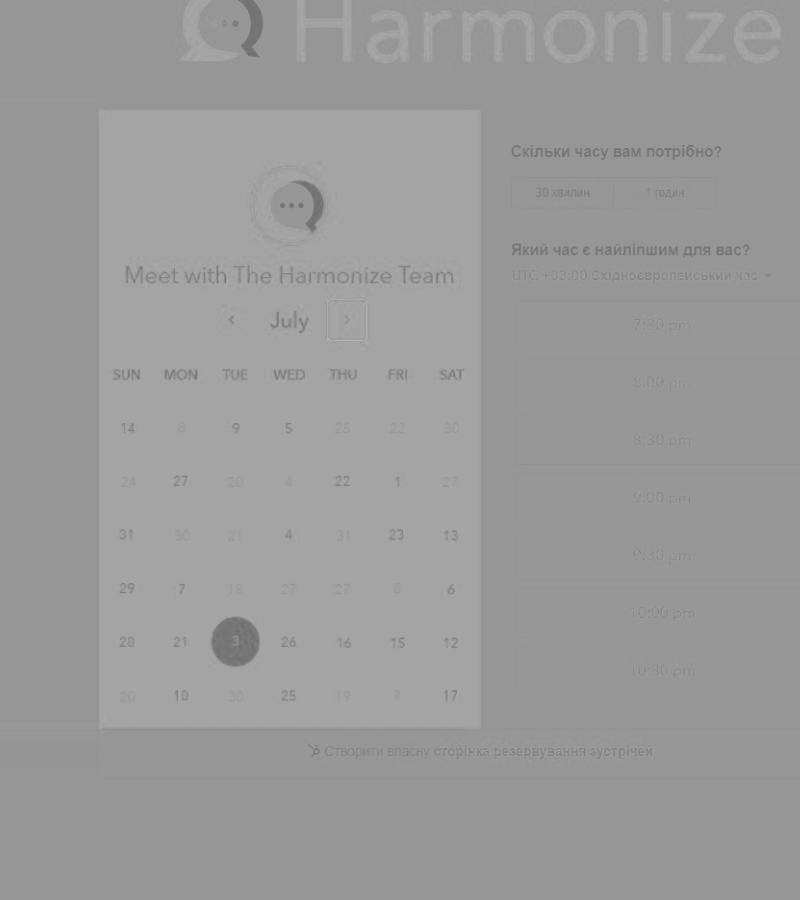 Harmonize
Meet with The Harmonize Team
July
SUN MON TUE WED THU FRI SAT
14 8 9 5 25 22 30
24 27 20 4 22 1 27
31 30 21 4 31 23 13
29 7 18 27 27 8 6
20 21 3 26 16 15 12
20 10 30 25 19 17
Скільки часу вам потрібно?
30 хвилин 1 годин
Який час є найліпшим для вас?
UTC +03:00 Східноєвропейський час
7:30 pm
8:00 pm
8:30 pm
9:00 pm
9:30 pm
10:00 pm
10:30 pm
Створити власну сторінка резервування зустрічей